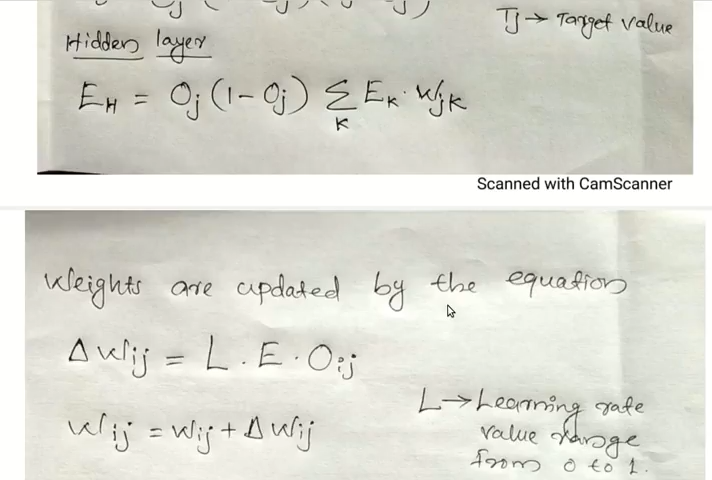 Tj → Target value
Hidden layer
EH = Oj (1 - Oj) Σ EK . WjK
K
Scanned with CamScanner
Weights are updated by the equation
ΔWij = L . E . Oij
L → Learning rate
Wij = Wij + ΔWij
value range
from 0 to 1.